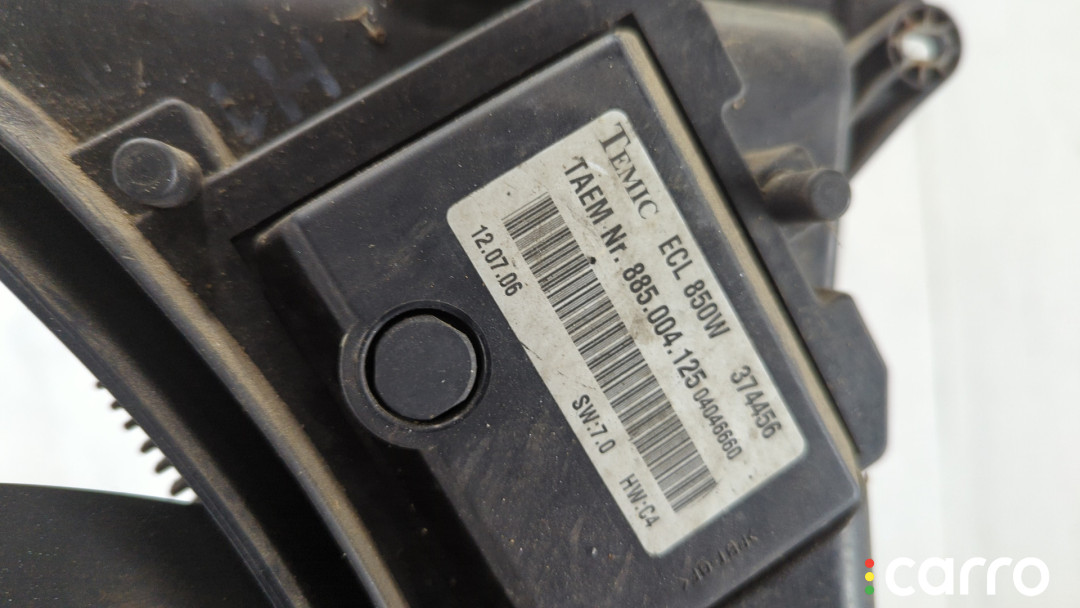 TEMIC ECL 850W 374456
TAEM Nr. 885.004.125 04046660
12.07.06 SW:7.0 HW:C4
carro